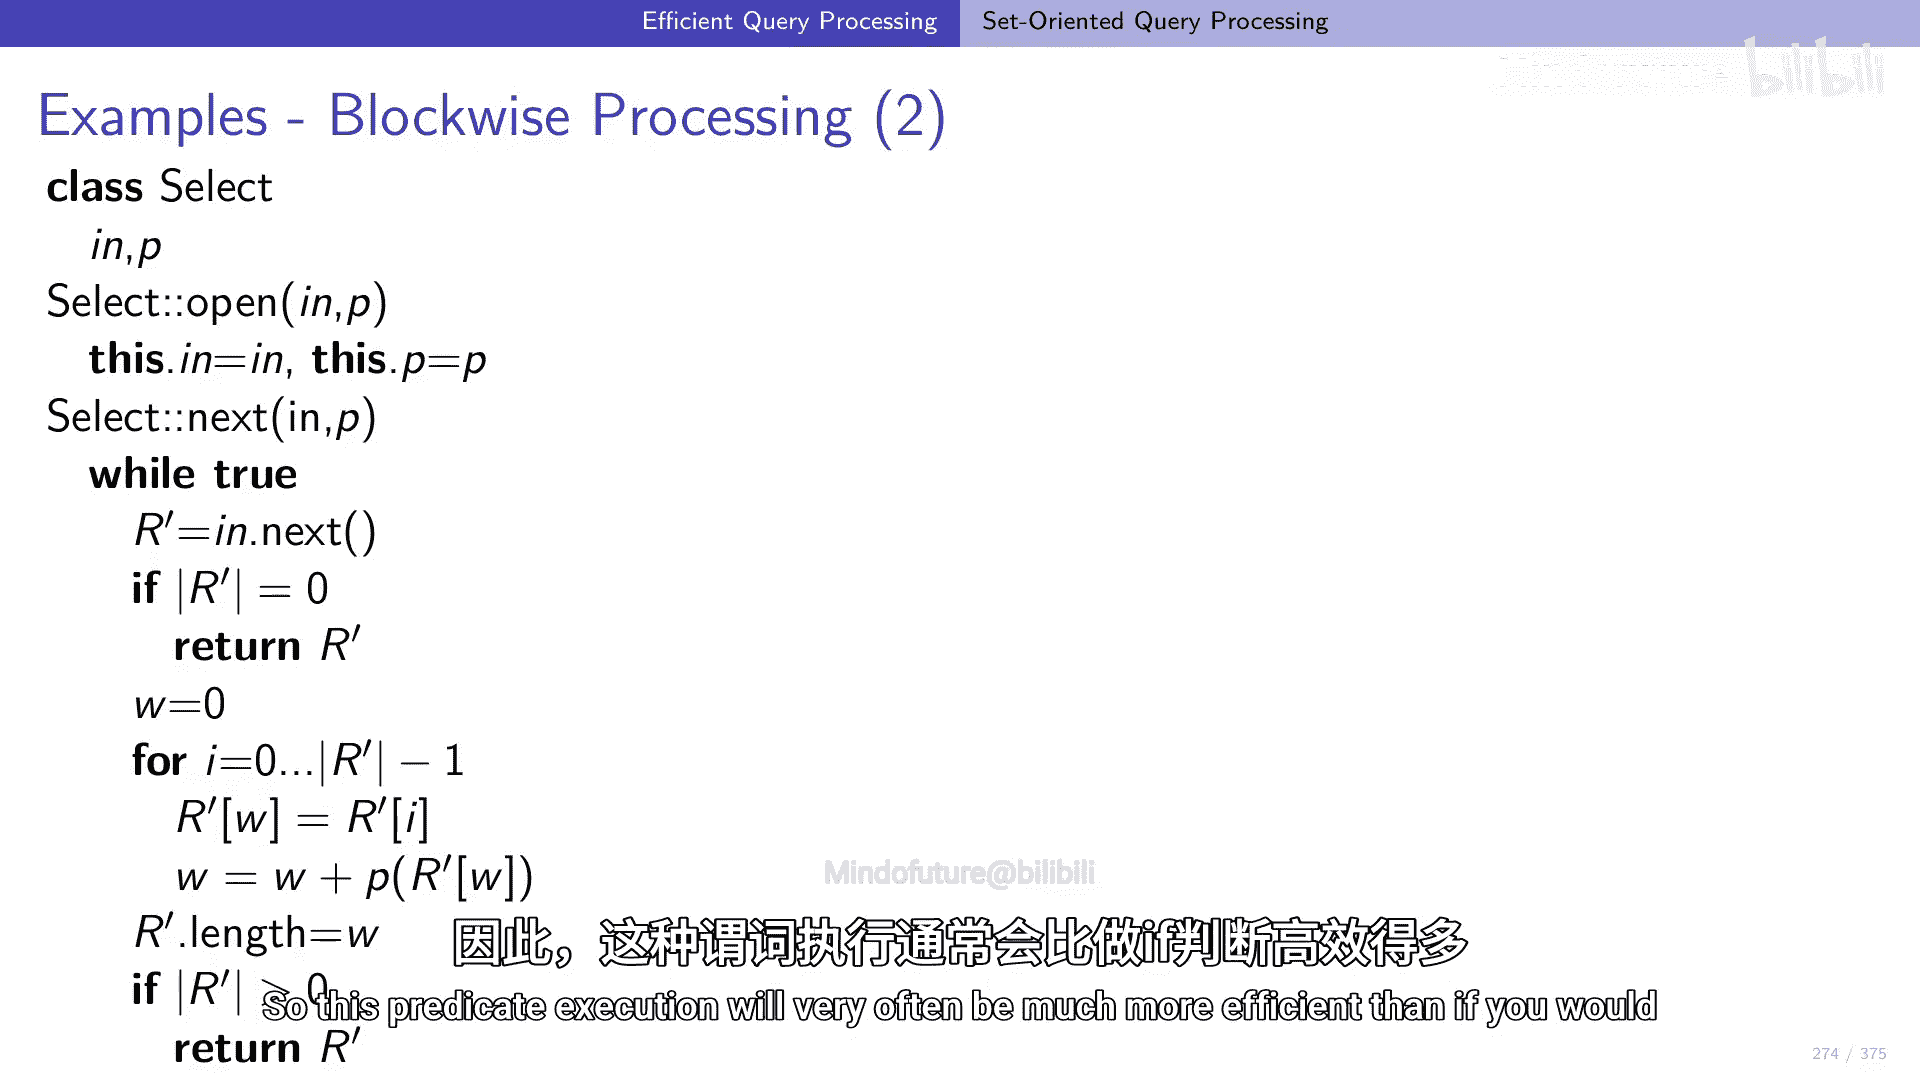 Efficient Query Processing Set-Oriented Query Processing
bilibili
Examples - Blockwise Processing (2)
class Select
in,p
Select::open(in,p)
this.in=in, this.p=p
Select::next(in,p)
while true
R′=in.next()
if |R′| = 0
return R′
w=0
for i=0...|R′| − 1
R′[w] = R′[i]
w = w + p(R′[w])
Mindofuture@bilibili
R′.length=w
因此，这种谓词执行通常会比做if判断高效得多
if |R′| > 0
So this predicate execution will very often be much more efficient than if you would
return R′
274 / 375